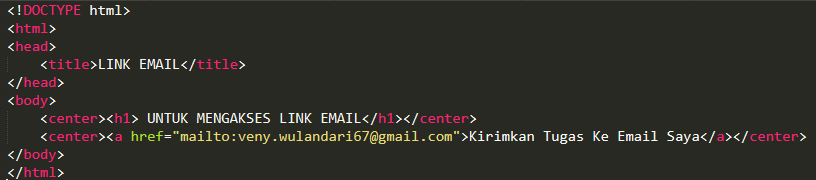 <!DOCTYPE html>
<html>
<head>
    <title>LINK EMAIL</title>
</head>
<body>
    <center><h1> UNTUK MENGAKSES LINK EMAIL</h1></center>
    <center><a href="mailto:veny.wulandari67@gmail.com">Kirimkan Tugas Ke Email Saya</a></center>
</body>
</html>